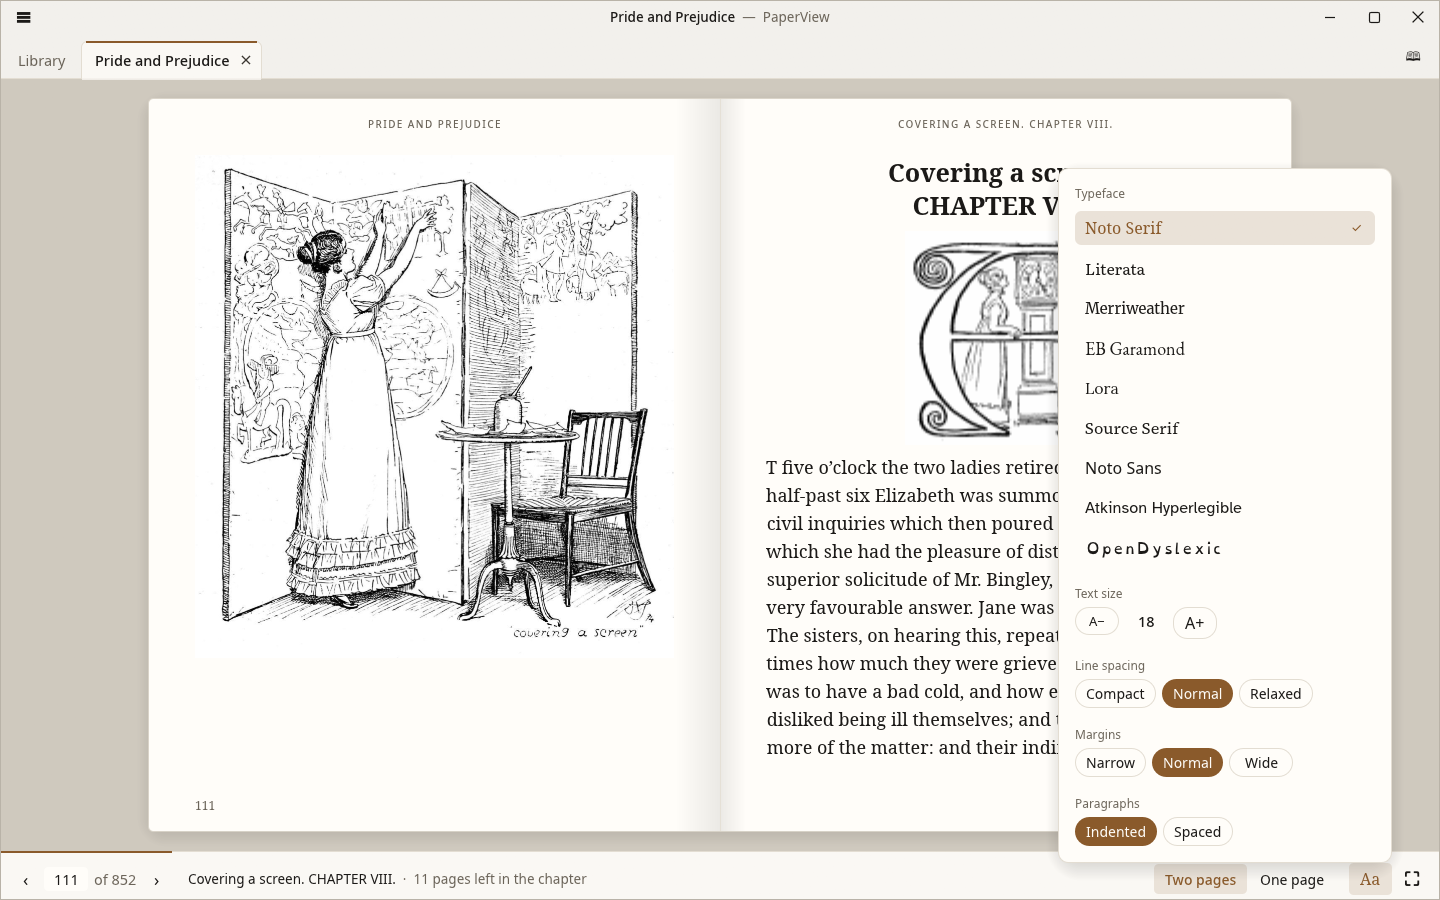 Pride and Prejudice — PaperView
Library
Pride and Prejudice
PRIDE AND PREJUDICE
"covering a screen"
111
COVERING A SCREEN. CHAPTER VIII.
Covering a scr
CHAPTER V
T five o’clock the two ladies retired
half-past six Elizabeth was summo
civil inquiries which then poured
which she had the pleasure of dist
superior solicitude of Mr. Bingley,
very favourable answer. Jane was
The sisters, on hearing this, repeat
times how much they were grieve
was to have a bad cold, and how e
disliked being ill themselves; and t
more of the matter: and their indi
Typeface
Noto Serif
Literata
Merriweather
EB Garamond
Lora
Source Serif
Noto Sans
Atkinson Hyperlegible
OpenDyslexic
Text size
A− 18 A+
Line spacing
Compact Normal Relaxed
Margins
Narrow Normal Wide
Paragraphs
Indented Spaced
‹ 111 of 852 › Covering a screen. CHAPTER VIII. · 11 pages left in the chapter
Two pages One page Aa